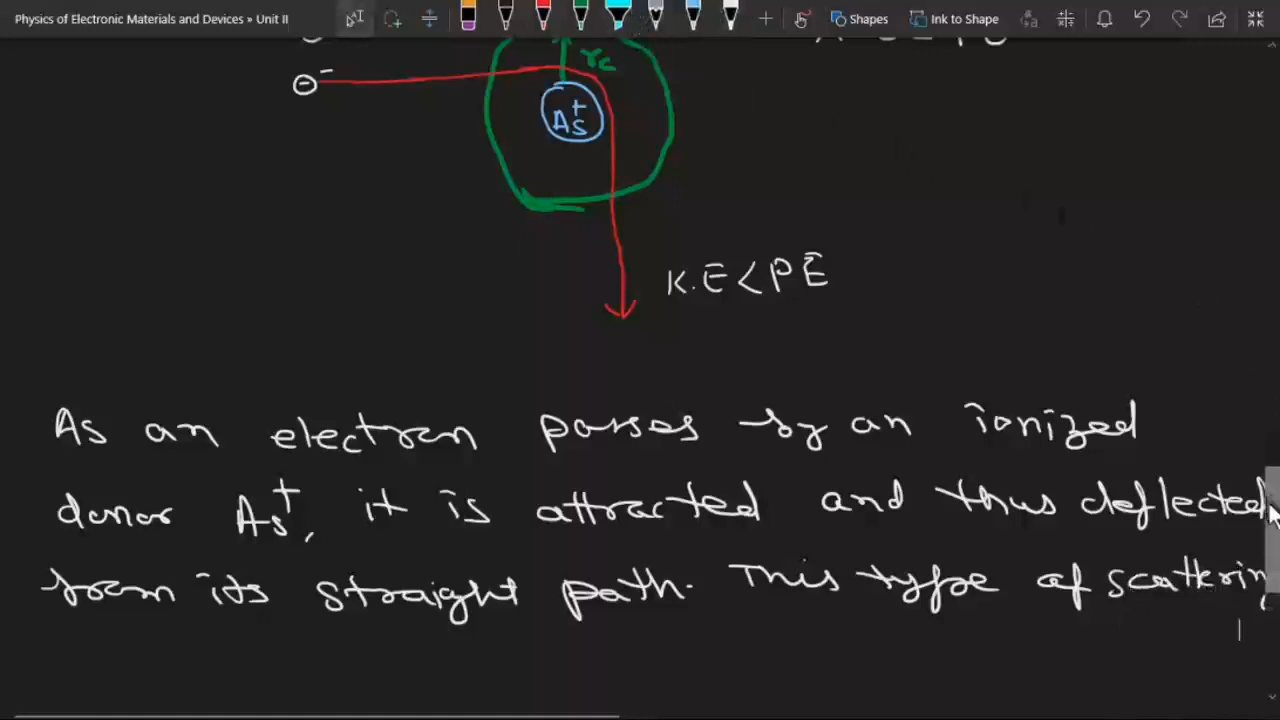 Physics of Electronic Materials and Devices » Unit II
Shapes
Ink to Shape
rc
As+
K.E < PE
As an electron passes by an ionized
donor As+, it is attracted and thus deflected
from its straight path. This type of scatterin